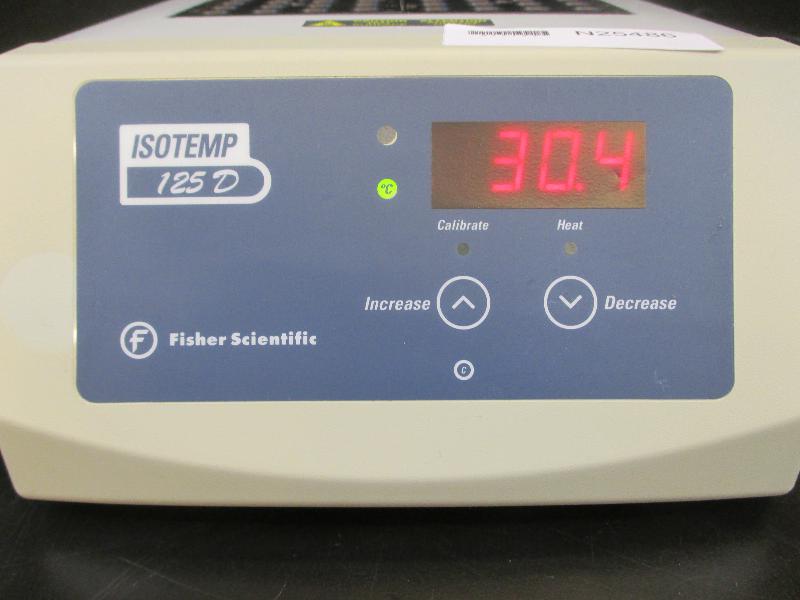 N25486
ISOTEMP
125 D
°C
30.4
Calibrate
Heat
Increase
Decrease
F
Fisher Scientific
C